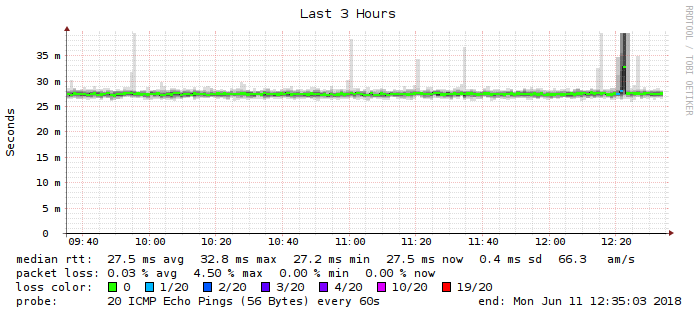 Last 3 Hours
RRDTOOL / TOBI OETIKER
Seconds
35 m
30 m
25 m
20 m
15 m
10 m
5 m
0
09:40 10:00 10:20 10:40 11:00 11:20 11:40 12:00 12:20
median rtt: 27.5 ms avg 32.8 ms max 27.2 ms min 27.5 ms now 0.4 ms sd 66.3 am/s
packet loss: 0.03 % avg 4.50 % max 0.00 % min 0.00 % now
loss color: 0 1/20 2/20 3/20 4/20 10/20 19/20
probe: 20 ICMP Echo Pings (56 Bytes) every 60s end: Mon Jun 11 12:35:03 2018